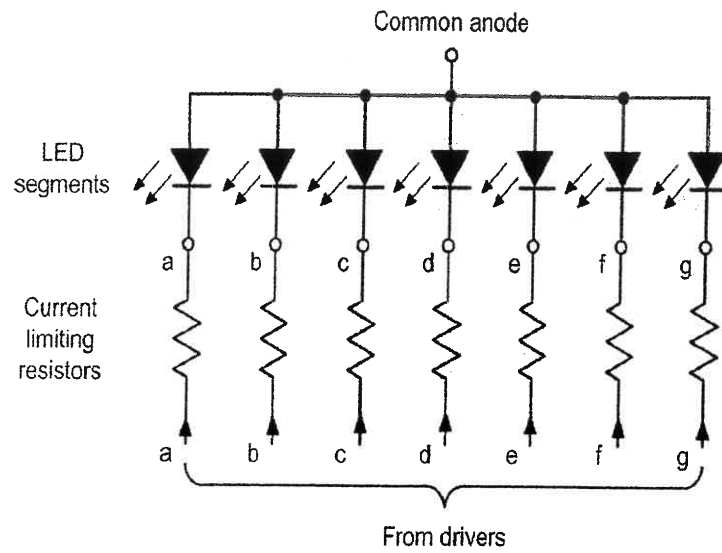 Common anode
LED
segments
a b c d e f g
Current
limiting
resistors
a b c d e f g
From drivers